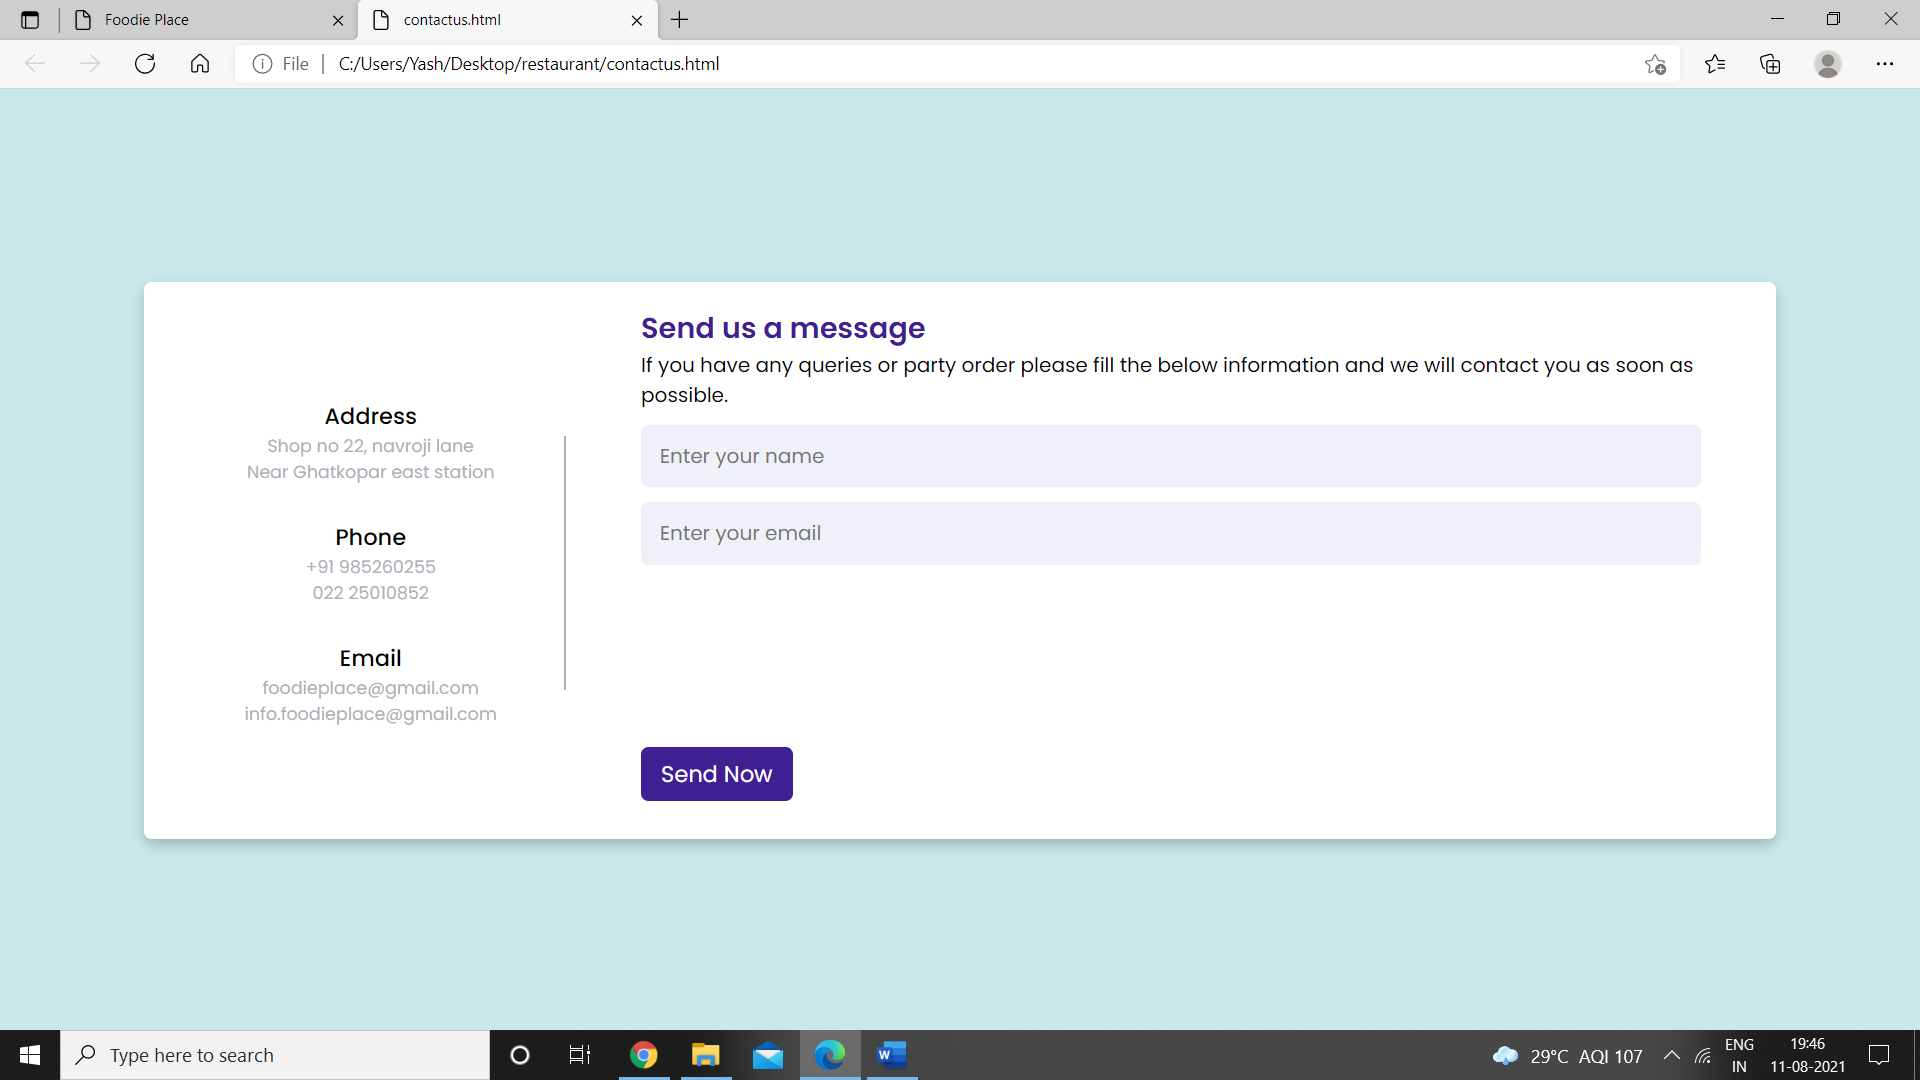 Foodie Place
contactus.html
File
C:/Users/Yash/Desktop/restaurant/contactus.html
Address
Shop no 22, navroji lane
Near Ghatkopar east station
Phone
+91 985260255
022 25010852
Email
foodieplace@gmail.com
info.foodieplace@gmail.com
Send us a message
If you have any queries or party order please fill the below information and we will contact you as soon as
possible.
Enter your name
Enter your email
Send Now
Type here to search
W
29°C AQI 107
ENG
IN
19:46
11-08-2021